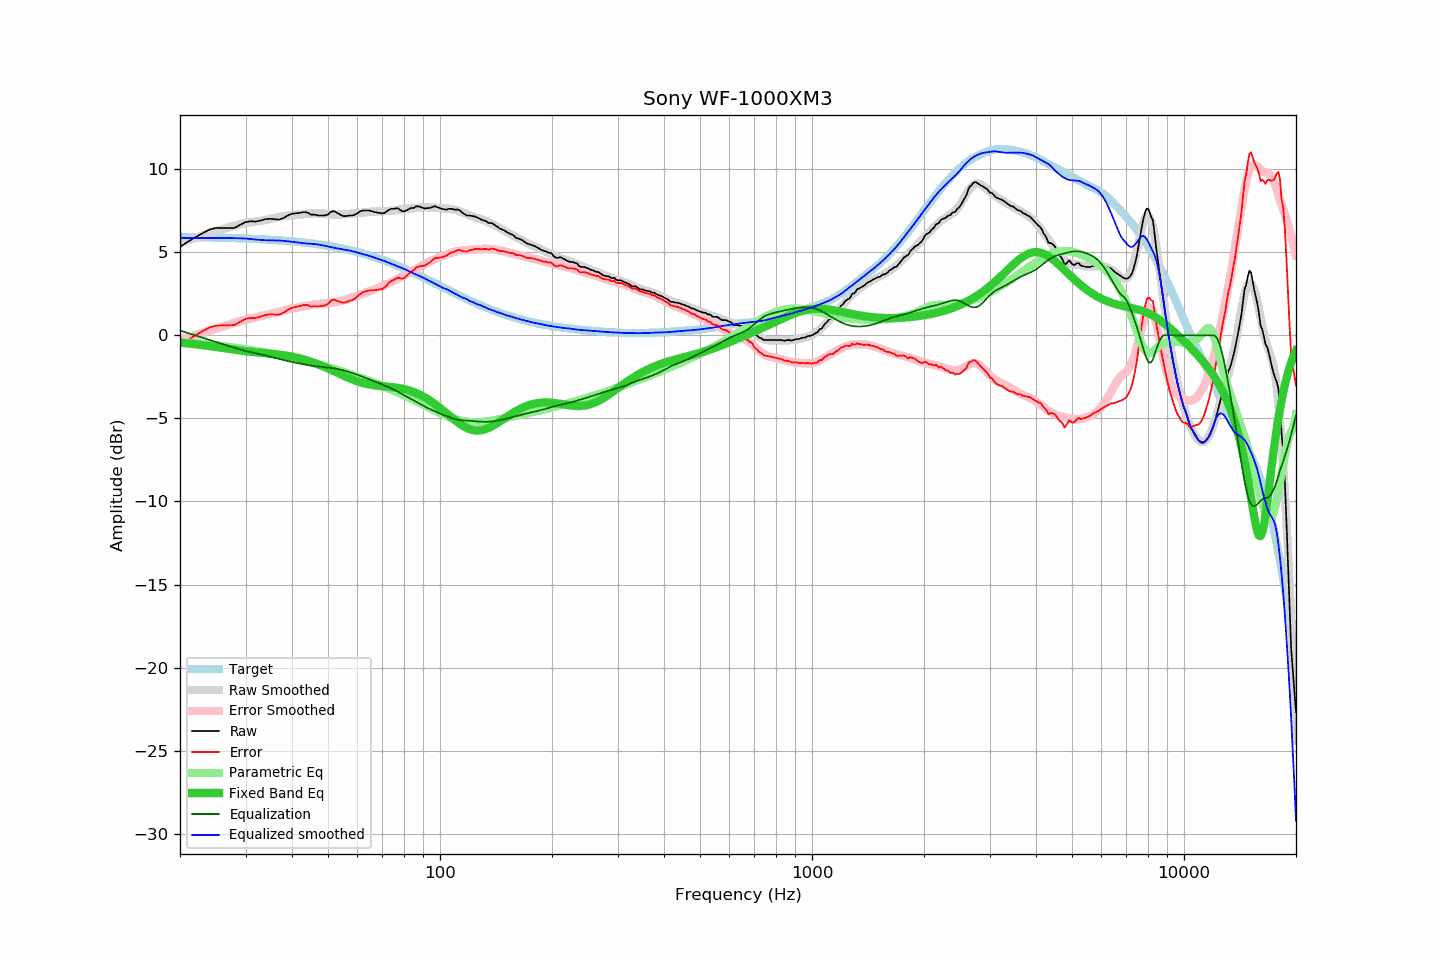 Sony WF-1000XM3
Amplitude (dBr)
10
5
0
−5
−10
−15
−20
−25
−30
Target
Raw Smoothed
Error Smoothed
Raw
Error
Parametric Eq
Fixed Band Eq
Equalization
Equalized smoothed
100 1000 10000
Frequency (Hz)